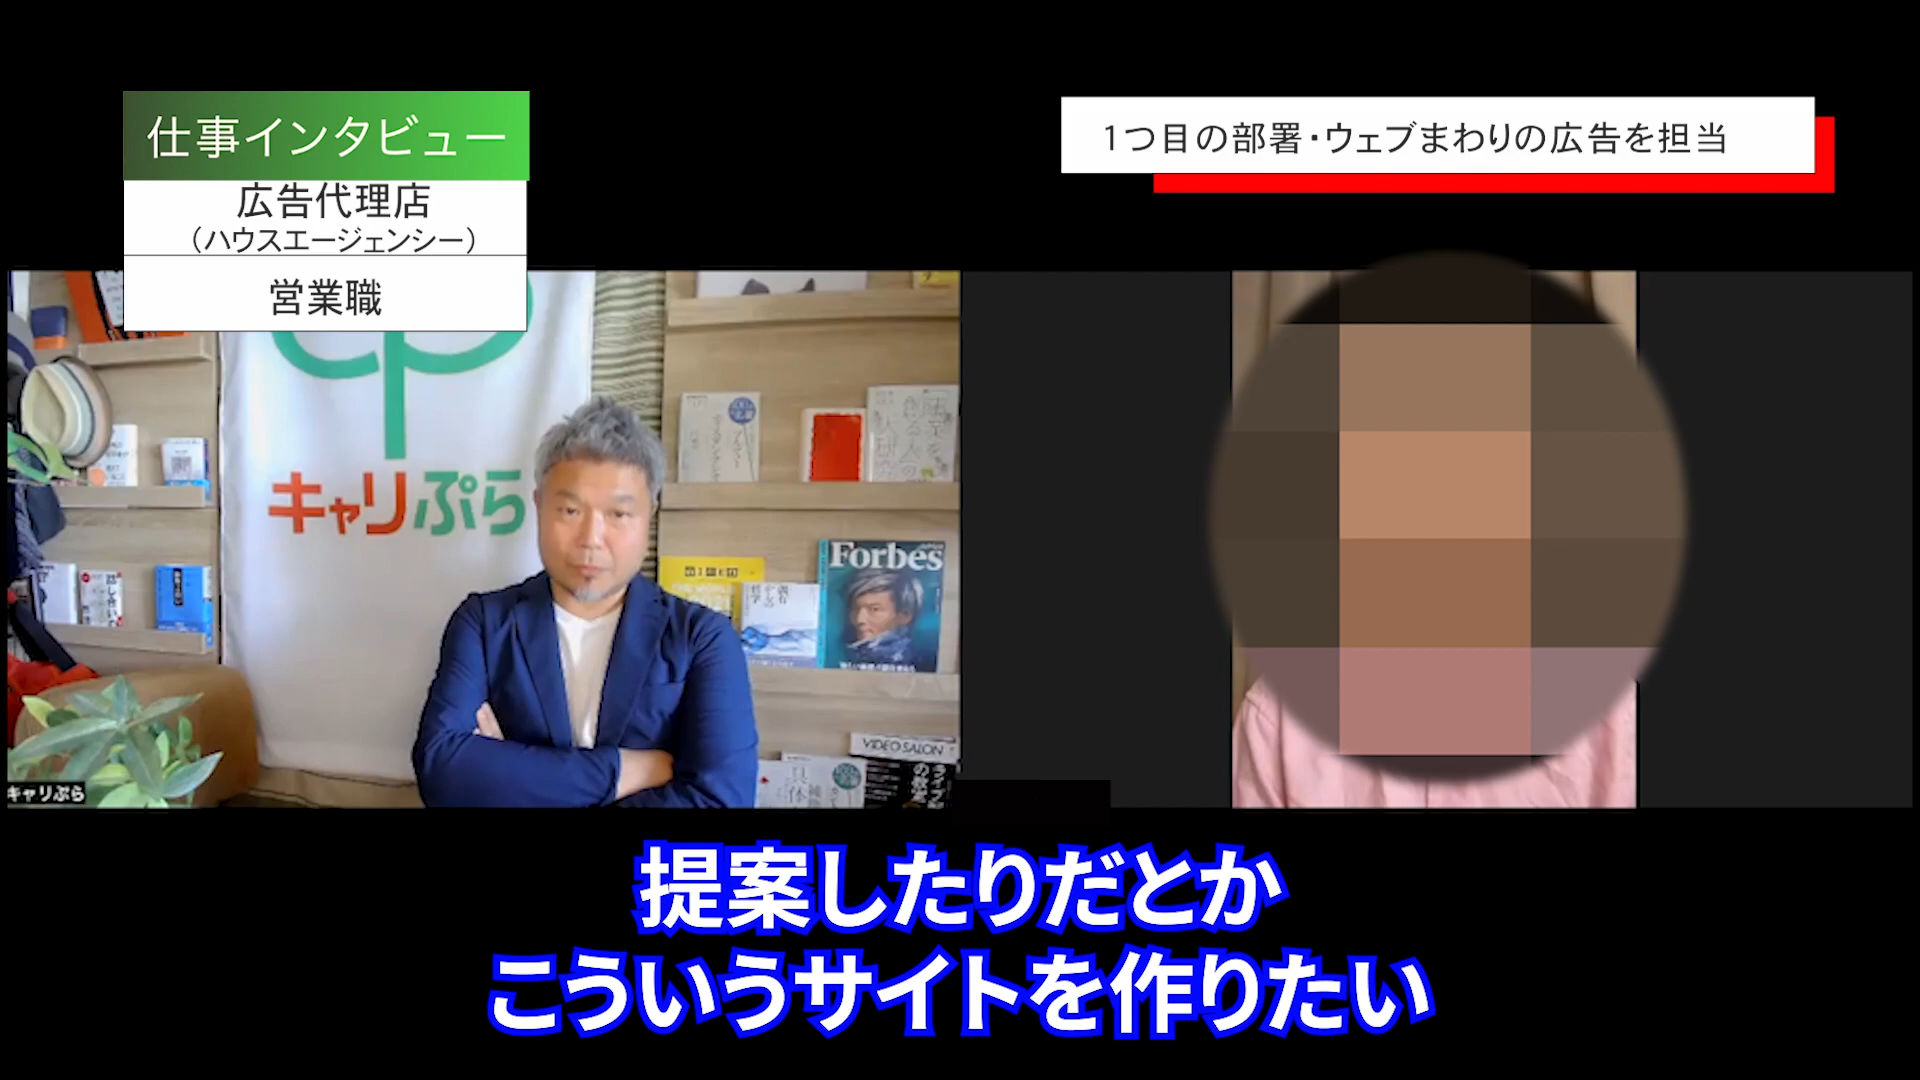 仕事インタビュー
広告代理店
（ハウスエージェンシー）
営業職
1つ目の部署・ウェブまわりの広告を担当
キャリぷら
Forbes
VIDEO SALON
キャリぷら
提案したりだとか
こういうサイトを作りたい